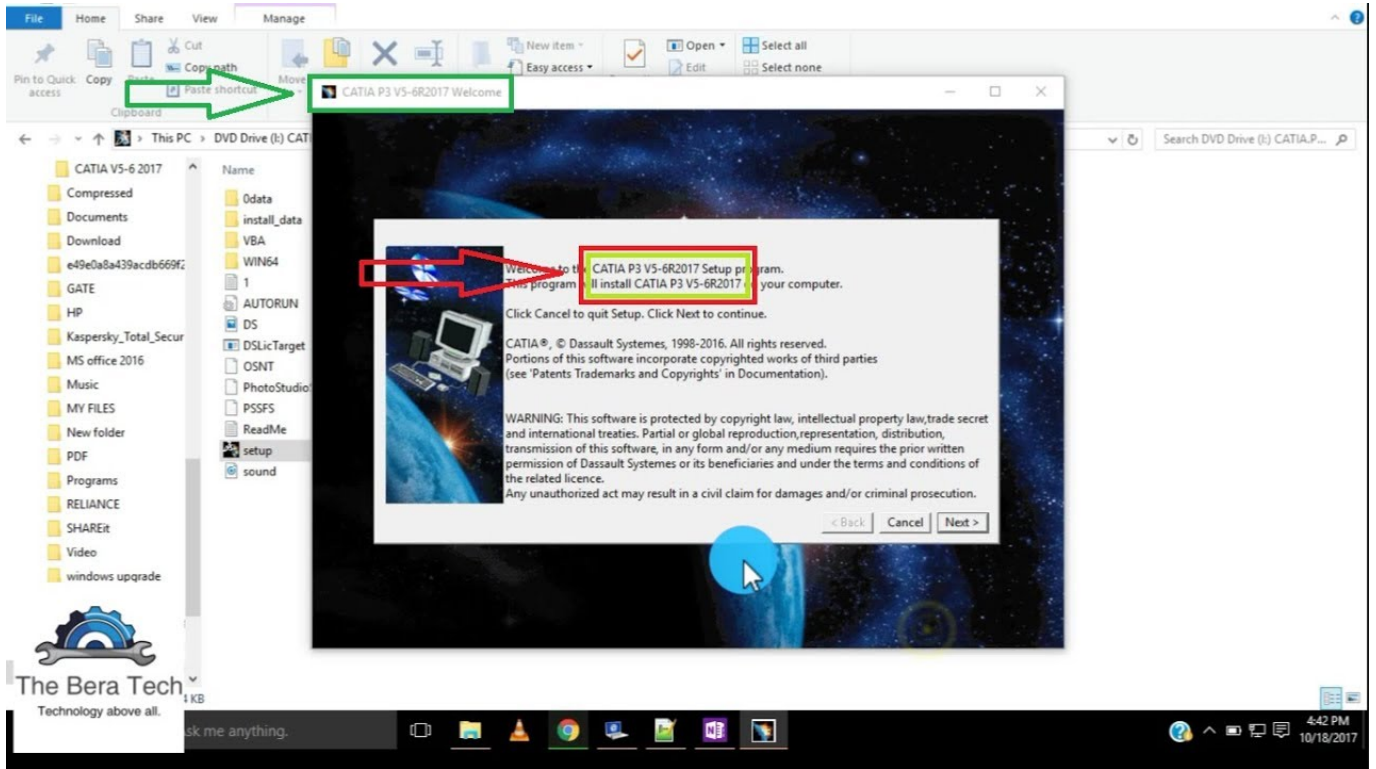 File Home Share View Manage
Cut
New item
Open
Select all
Pin to Quick access
Copy
Copy path
Move
Easy access
Edit
Select none
Paste shortcut
Clipboard
CATIA P3 V5-6R2017 Welcome
This PC > DVD Drive (I:) CATI
Search DVD Drive (I:) CATIA.P...
CATIA V5-6 2017
Compressed
Documents
Download
e49e0a8a439acdb669f2
GATE
HP
Kaspersky_Total_Secur
MS office 2016
Music
MY FILES
New folder
PDF
Programs
RELIANCE
SHAREit
Video
windows upqrade
Name
0data
install_data
VBA
WIN64
1
AUTORUN
DS
DSLicTarget
OSNT
PhotoStudio
PSSFS
ReadMe
setup
sound
Welcome to the CATIA P3 V5-6R2017 Setup program.
This program will install CATIA P3 V5-6R2017 on your computer.
Click Cancel to quit Setup. Click Next to continue.
CATIA®, © Dassault Systemes, 1998-2016. All rights reserved.
Portions of this software incorporate copyrighted works of third parties
(see 'Patents Trademarks and Copyrights' in Documentation).
WARNING: This software is protected by copyright law, intellectual property law,trade secret
and international treaties. Partial or global reproduction,representation, distribution,
transmission of this software, in any form and/or any medium requires the prior written
permission of Dassault Systemes or its beneficiaries and under the terms and conditions of
the related licence.
Any unauthorized act may result in a civil claim for damages and/or criminal prosecution.
< Back Cancel Next >
The Bera Tech
Technology above all.
4 KB
sk me anything.
4:42 PM
10/18/2017